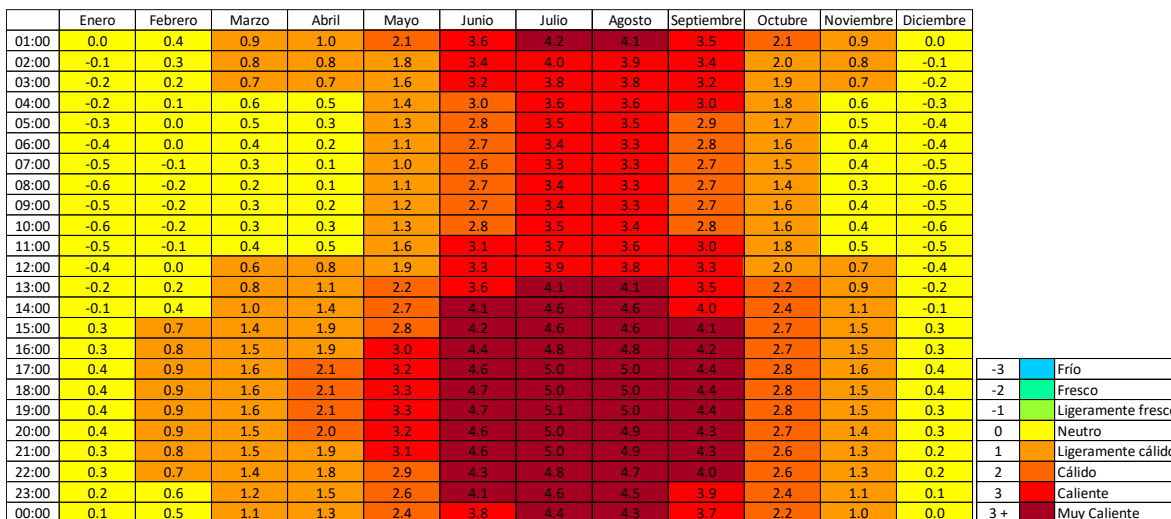 Enero Febrero Marzo Abril Mayo Junio Julio Agosto Septiembre Octubre Noviembre Diciembre
01:00 0.0 0.4 0.9 1.0 2.1 3.6 4.2 4.1 3.5 2.1 0.9 0.0
02:00 -0.1 0.3 0.8 0.8 1.8 3.4 4.0 3.9 3.4 2.0 0.8 -0.1
03:00 -0.2 0.2 0.7 0.7 1.6 3.2 3.8 3.8 3.2 1.9 0.7 -0.2
04:00 -0.2 0.1 0.6 0.5 1.4 3.0 3.6 3.6 3.0 1.8 0.6 -0.3
05:00 -0.3 0.0 0.5 0.3 1.3 2.8 3.5 3.5 2.9 1.7 0.5 -0.4
06:00 -0.4 0.0 0.4 0.2 1.1 2.7 3.4 3.3 2.8 1.6 0.4 -0.4
07:00 -0.5 -0.1 0.3 0.1 1.0 2.6 3.3 3.3 2.7 1.5 0.4 -0.5
08:00 -0.6 -0.2 0.2 0.1 1.1 2.7 3.4 3.3 2.7 1.4 0.3 -0.6
09:00 -0.5 -0.2 0.3 0.2 1.2 2.7 3.4 3.3 2.7 1.6 0.4 -0.5
10:00 -0.6 -0.2 0.3 0.3 1.3 2.8 3.5 3.4 2.8 1.6 0.4 -0.6
11:00 -0.5 -0.1 0.4 0.5 1.6 3.1 3.7 3.6 3.0 1.8 0.5 -0.5
12:00 -0.4 0.0 0.6 0.8 1.9 3.3 3.9 3.8 3.3 2.0 0.7 -0.4
13:00 -0.2 0.2 0.8 1.1 2.2 3.6 4.1 4.1 3.5 2.2 0.9 -0.2
14:00 -0.1 0.4 1.0 1.4 2.7 4.1 4.6 4.6 4.0 2.4 1.1 -0.1
15:00 0.3 0.7 1.4 1.9 2.8 4.2 4.6 4.6 4.1 2.7 1.5 0.3
16:00 0.3 0.8 1.5 1.9 3.0 4.4 4.8 4.8 4.2 2.7 1.5 0.3
17:00 0.4 0.9 1.6 2.1 3.2 4.6 5.0 5.0 4.4 2.8 1.6 0.4 -3 Frío
18:00 0.4 0.9 1.6 2.1 3.3 4.7 5.0 5.0 4.4 2.8 1.5 0.4 -2 Fresco
19:00 0.4 0.9 1.6 2.1 3.3 4.7 5.1 5.0 4.4 2.8 1.5 0.3 -1 Ligeramente fresco
20:00 0.4 0.9 1.5 2.0 3.2 4.6 5.0 4.9 4.3 2.7 1.4 0.3 0 Neutro
21:00 0.3 0.8 1.5 1.9 3.1 4.6 5.0 4.9 4.3 2.6 1.3 0.2 1 Ligeramente cálido
22:00 0.3 0.7 1.4 1.8 2.9 4.3 4.8 4.7 4.0 2.6 1.3 0.2 2 Cálido
23:00 0.2 0.6 1.2 1.5 2.6 4.1 4.6 4.5 3.9 2.4 1.1 0.1 3 Caliente
00:00 0.1 0.5 1.1 1.3 2.4 3.8 4.4 4.3 3.7 2.2 1.0 0.0 3 + Muy Caliente